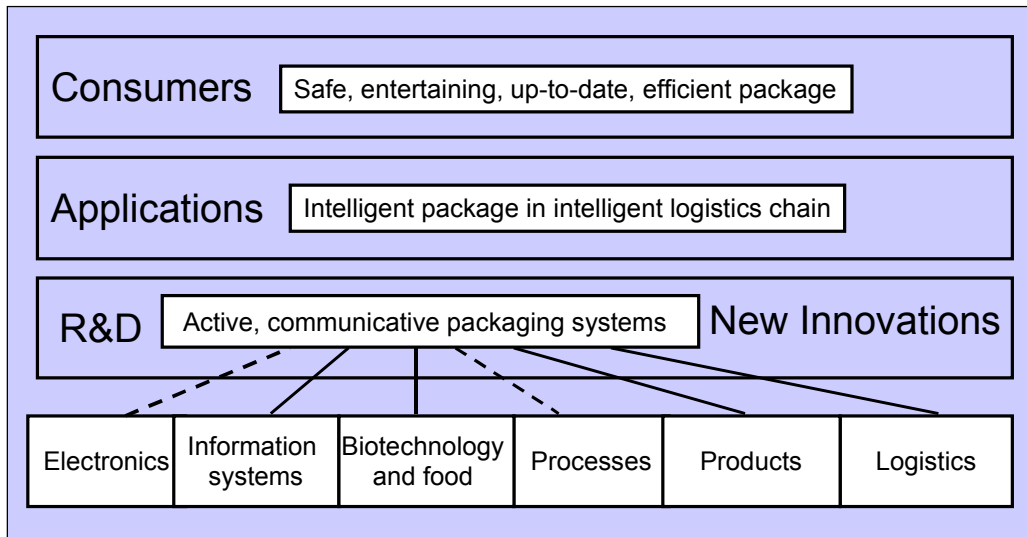 Consumers
Safe, entertaining, up-to-date, efficient package
Applications
Intelligent package in intelligent logistics chain
R&D
Active, communicative packaging systems
New Innovations
Electronics
Information
systems
Biotechnology
and food
Processes
Products
Logistics